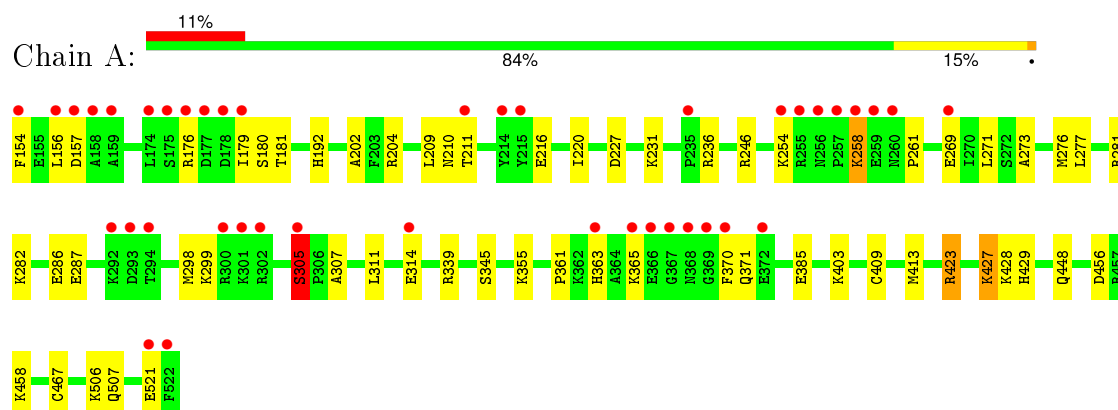 11%
Chain A:
84% 15% •
F154 E155 L156 D157 A158 A159 L174 S175 R176 D177 D178 I179 S180 T181 H192 A202 F203 R204 L209 N210 T211 Y214 Y215 E216 I220 D227 K231 P235 R236 R246 K254 R255 N256 P257 K258 E259 N260 P261 E269 I270 L271 S272 A273 M276 L277 R281
K282 E286 E287 K292 D293 T294 M298 K299 R300 K301 R302 S305 P306 A307 L311 E314 R339 S345 K355 P361 K362 H363 A364 K365 E366 G367 N368 G369 F370 Q371 E372 E385 K403 C409 M413 R423 K427 K428 H429 Q448 D456 R457
K458 C467 K506 Q507 E521 F522